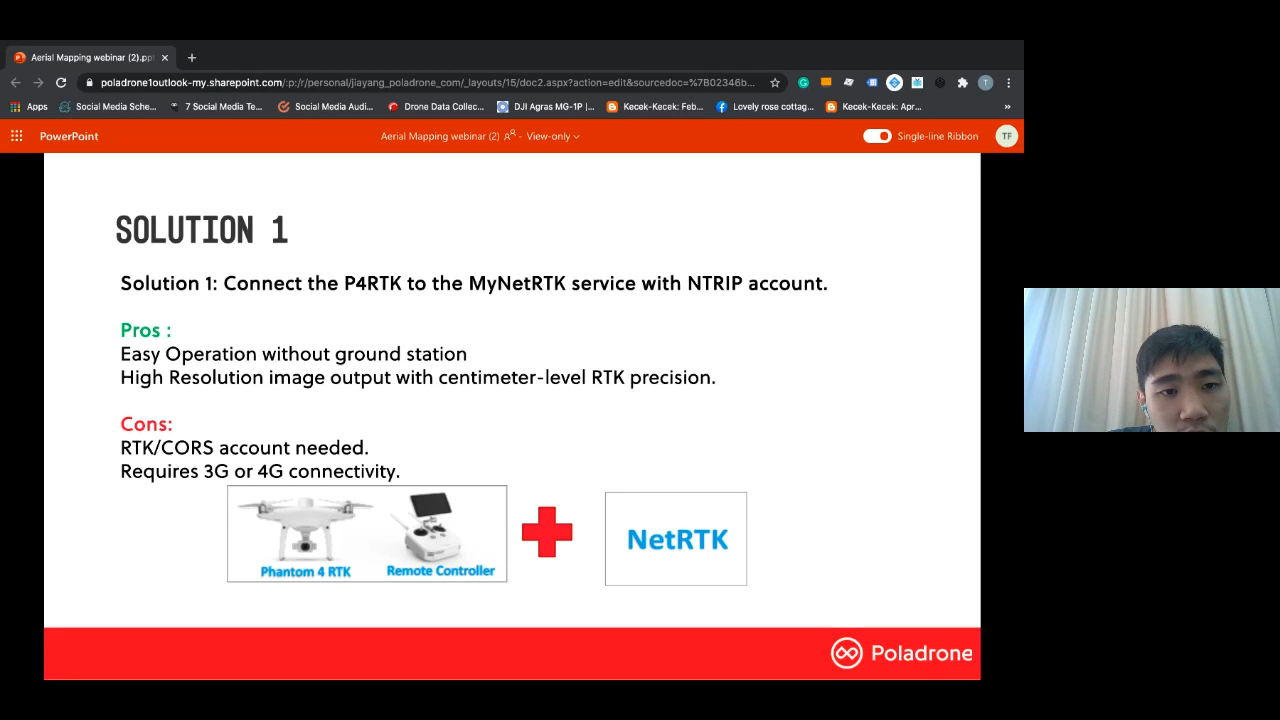 Aerial Mapping webinar (2).pp
poladrone1outlook-my.sharepoint.com/:p:/r/personal/jiayang_poladrone_com/_layouts/15/doc2.aspx?action=edit&sourcedoc=%7B02346b...
Apps Social Media Sche... 7 Social Media Te... Social Media Audi... Drone Data Collec... DJI Agras MG-1P |... Kecek-Kecek: Feb... Lovely rose cottag... Kecek-Kecek: Apr... »
PowerPoint Aerial Mapping webinar (2) - View-only Single-line Ribbon TF
SOLUTION 1
Solution 1: Connect the P4RTK to the MyNetRTK service with NTRIP account.
Pros :
Easy Operation without ground station
High Resolution image output with centimeter-level RTK precision.
Cons:
RTK/CORS account needed.
Requires 3G or 4G connectivity.
Phantom 4 RTK Remote Controller
NetRTK
Poladrone